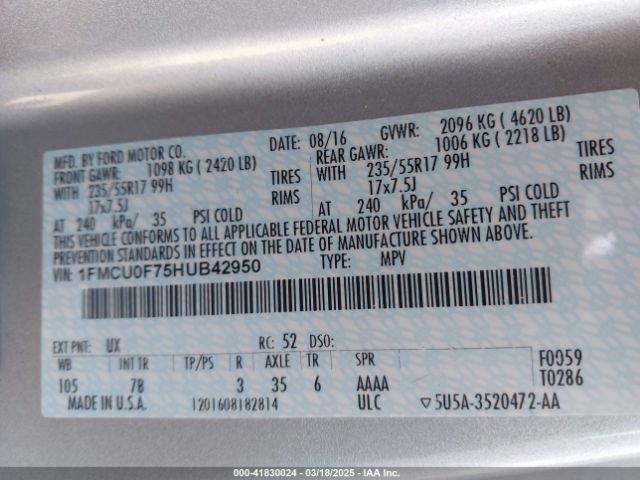 MFD. BY FORD MOTOR CO.
DATE: 08/16 GVWR: 2096 KG ( 4620 LB)
FRONT GAWR: 1098 KG ( 2420 LB)
REAR GAWR: 1006 KG ( 2218 LB)
WITH 235/55R17 99H TIRES
WITH 235/55R17 99H TIRES
17x7.5J RIMS
17x7.5J RIMS
AT 240 kPa/ 35 PSI COLD
AT 240 kPa/ 35 PSI COLD
THIS VEHICLE CONFORMS TO ALL APPLICABLE FEDERAL MOTOR VEHICLE SAFETY AND THEFT
PREVENTION STANDARDS IN EFFECT ON THE DATE OF MANUFACTURE SHOWN ABOVE.
VIN: 1FMCU0F75HUB42950 TYPE: MPV
EXT PNT: UX RC: 52 DSO:
WB INT TR TP/PS R AXLE TR SPR F0059
105 78 3 35 6 AAAA T0286
MADE IN U.S.A. 1201608182814 ULC ▽5U5A-3520472-AA
000-41830024 | 03/18/2025 | IAA Inc.